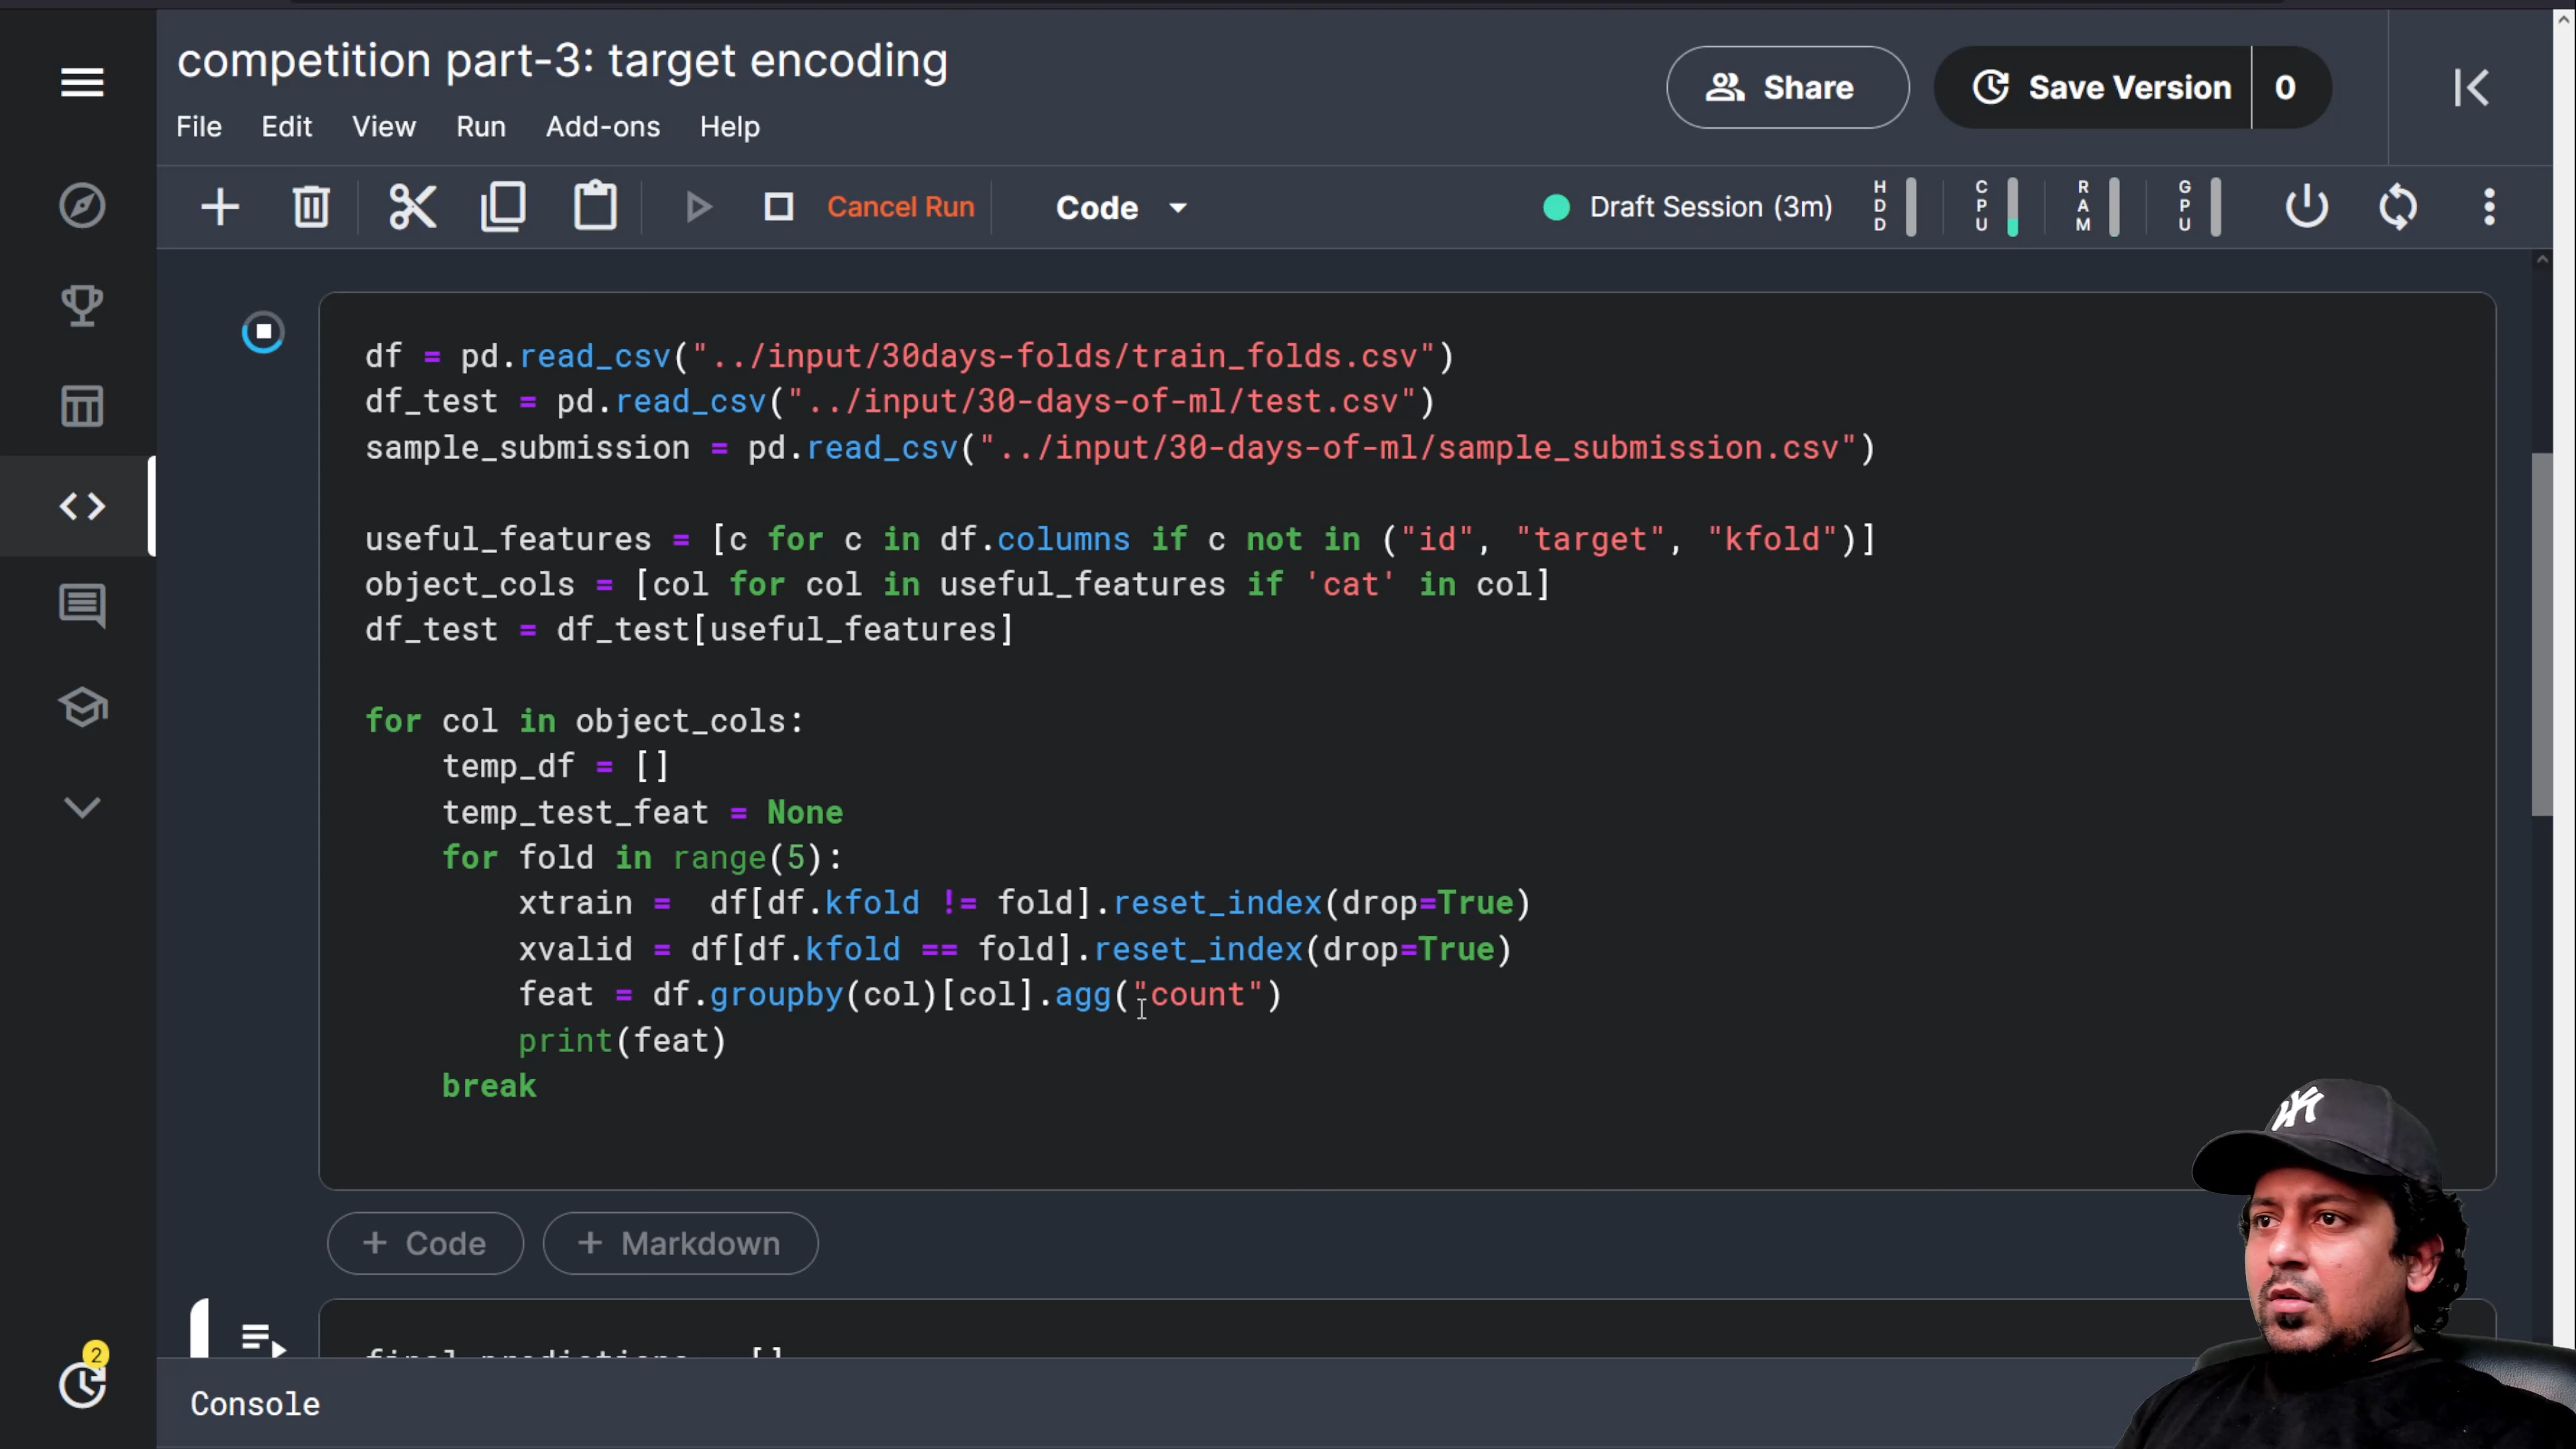 competition part-3: target encoding
Share
Save Version
0
File Edit View Run Add-ons Help
Cancel Run
Code
Draft Session (3m)
HDD
CPU
RAM
GPU
df = pd.read_csv("../input/30days-folds/train_folds.csv")
df_test = pd.read_csv("../input/30-days-of-ml/test.csv")
sample_submission = pd.read_csv("../input/30-days-of-ml/sample_submission.csv")
useful_features = [c for c in df.columns if c not in ("id", "target", "kfold")]
object_cols = [col for col in useful_features if 'cat' in col]
df_test = df_test[useful_features]
for col in object_cols:
    temp_df = []
    temp_test_feat = None
    for fold in range(5):
        xtrain =  df[df.kfold != fold].reset_index(drop=True)
        xvalid = df[df.kfold == fold].reset_index(drop=True)
        feat = df.groupby(col)[col].agg("count")
        print(feat)
    break
+ Code
+ Markdown
final_predictions = []
2
Console